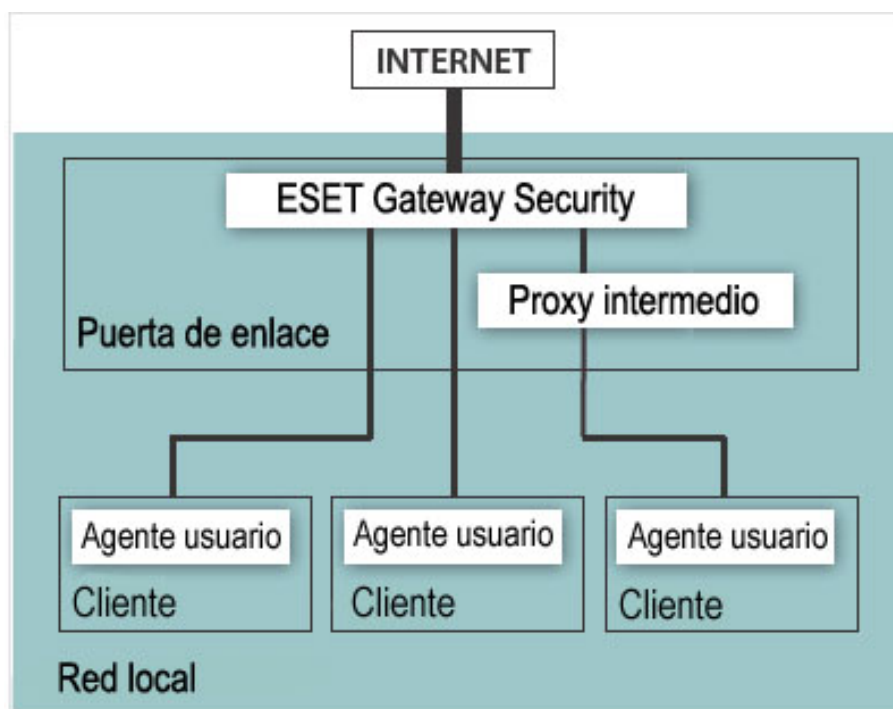 INTERNET
ESET Gateway Security
Proxy intermedio
Puerta de enlace
Agente usuario
Cliente
Agente usuario
Cliente
Agente usuario
Cliente
Red local